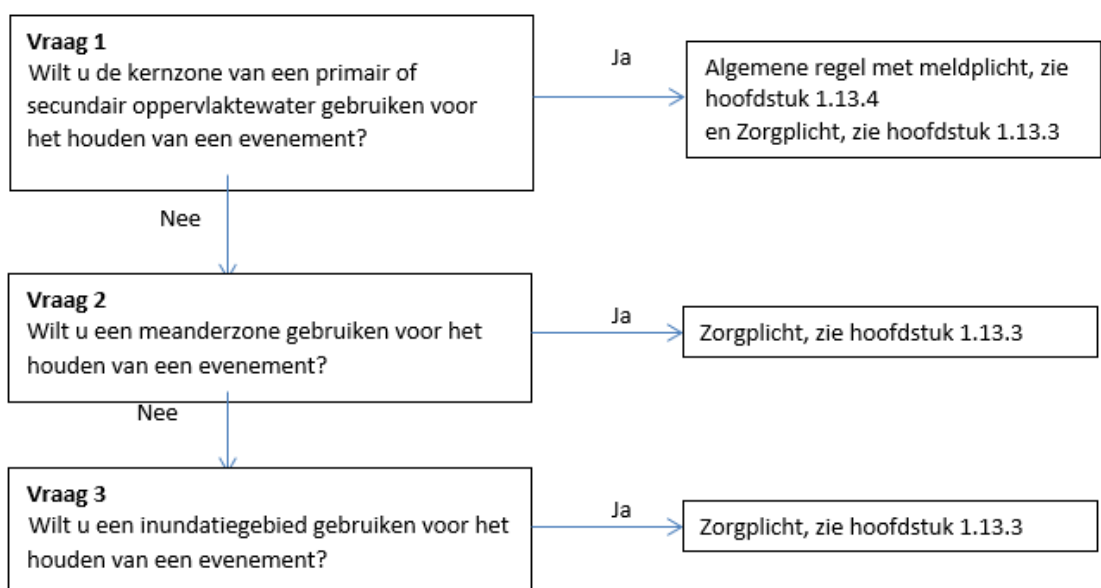 Vraag 1
Wilt u de kernzone van een primair of
secundair oppervlaktewater gebruiken voor
het houden van een evenement?
Ja
Algemene regel met meldplicht, zie
hoofdstuk 1.13.4
en Zorgplicht, zie hoofdstuk 1.13.3
Nee
Vraag 2
Wilt u een meanderzone gebruiken voor het
houden van een evenement?
Ja
Zorgplicht, zie hoofdstuk 1.13.3
Nee
Vraag 3
Wilt u een inundatiegebied gebruiken voor het
houden van een evenement?
Ja
Zorgplicht, zie hoofdstuk 1.13.3